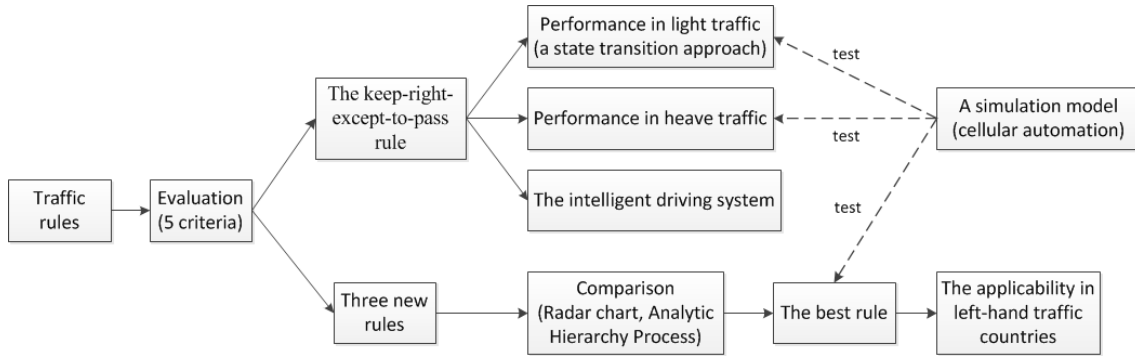 Traffic
rules
Evaluation
(5 criteria)
The keep-right-
except-to-pass
rule
Three new
rules
Performance in light traffic
(a state transition approach)
Performance in heave traffic
The intelligent driving system
Comparison
(Radar chart, Analytic
Hierarchy Process)
The best rule
The applicability in
left-hand traffic
countries
A simulation model
(cellular automation)
test
test
test